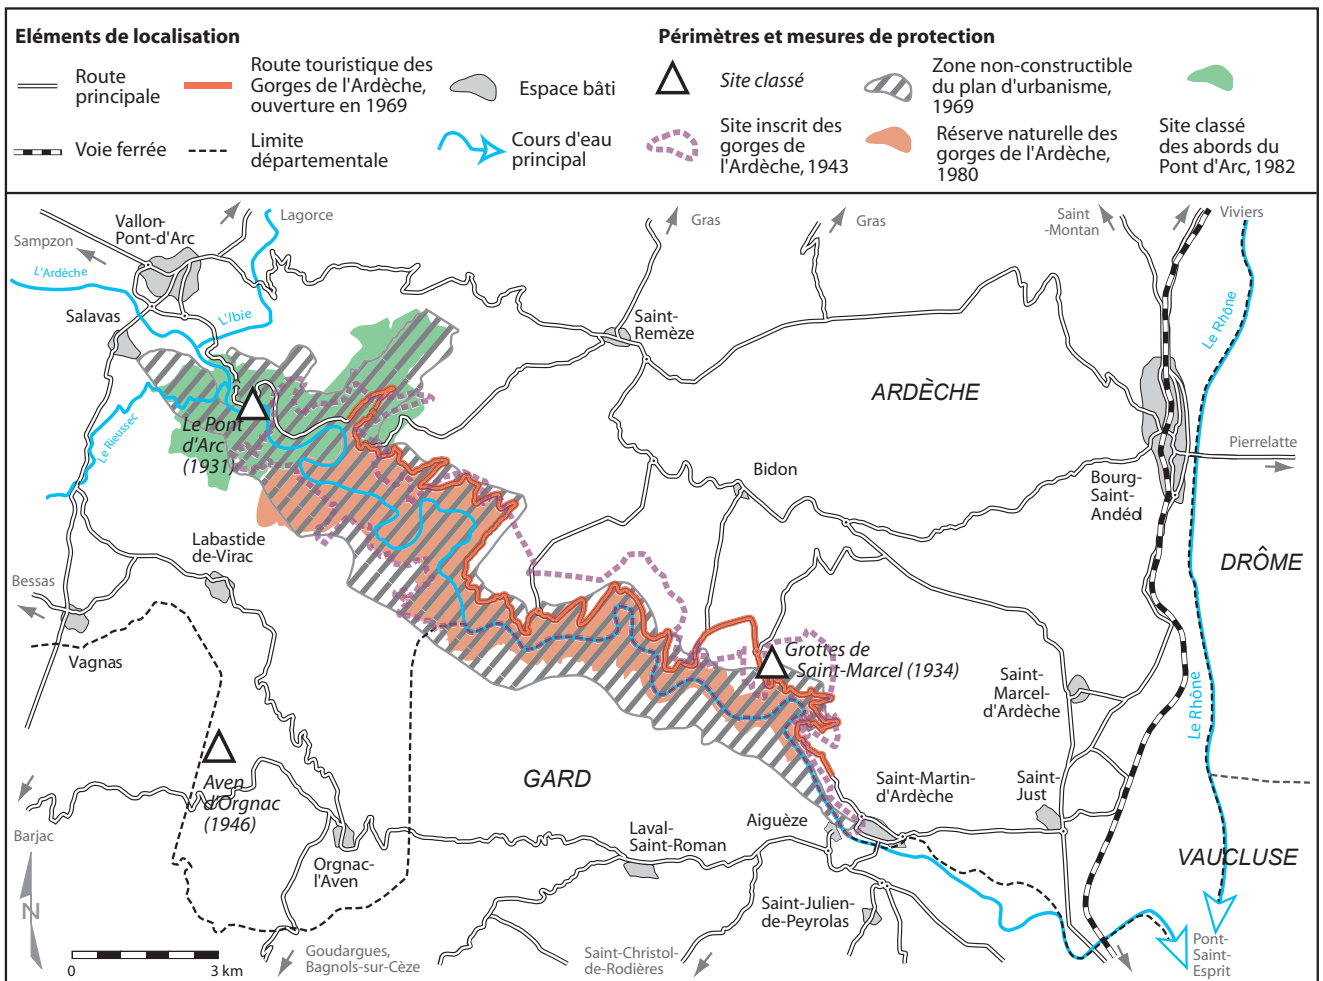 Eléments de localisation
Route
principale
Route touristique des
Gorges de l'Ardèche,
ouverture en 1969
Espace bâti
Voie ferrée
Limite
départementale
Cours d'eau
principal
Périmètres et mesures de protection
Site classé
Zone non-constructible
du plan d'urbanisme,
1969
Site inscrit des
gorges de
l'Ardèche, 1943
Réserve naturelle des
gorges de l'Ardèche,
1980
Site classé
des abords du
Pont d'Arc, 1982
Vallon-
Pont-d'Arc
Lagorce
Sampzon
L'Ardèche
Salavas
L'Ibie
Gras
Gras
Saint
-Montan
Viviers
Le Rhône
Saint-
Remèze
ARDÈCHE
Le Pont
d'Arc
(1931)
Le Rieussec
Pierrelatte
Bidon
Bourg-
Saint-
Andéd
Labastide
de-Virac
DRÔME
Bessas
Vagnas
Grottes de
Saint-Marcel (1934)
Saint-
Marcel-
d'Ardèche
Le Rhône
Aven
d'Orgnac
(1946)
GARD
Saint-Martin-
d'Ardèche
Saint-
Just
Barjac
Orgnac-
l'Aven
Laval-
Saint-Roman
Aiguèze
VAUCLUSE
Saint-Julien-
de-Peyrolas
N
0
3 km
Goudargues,
Bagnols-sur-Cèze
Saint-Christol-
de-Rodières
Pont-
Saint-
Esprit